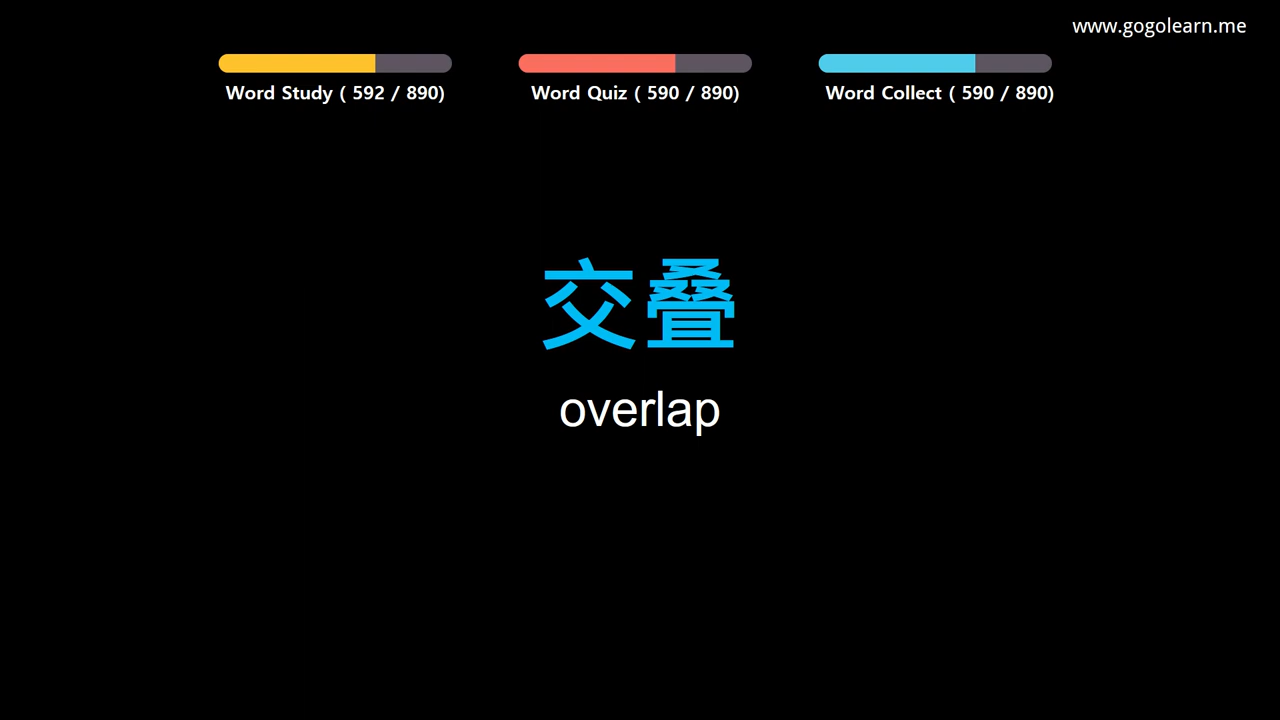 www.gogolearn.me
Word Study ( 592 / 890)
Word Quiz ( 590 / 890)
Word Collect ( 590 / 890)
交叠
overlap